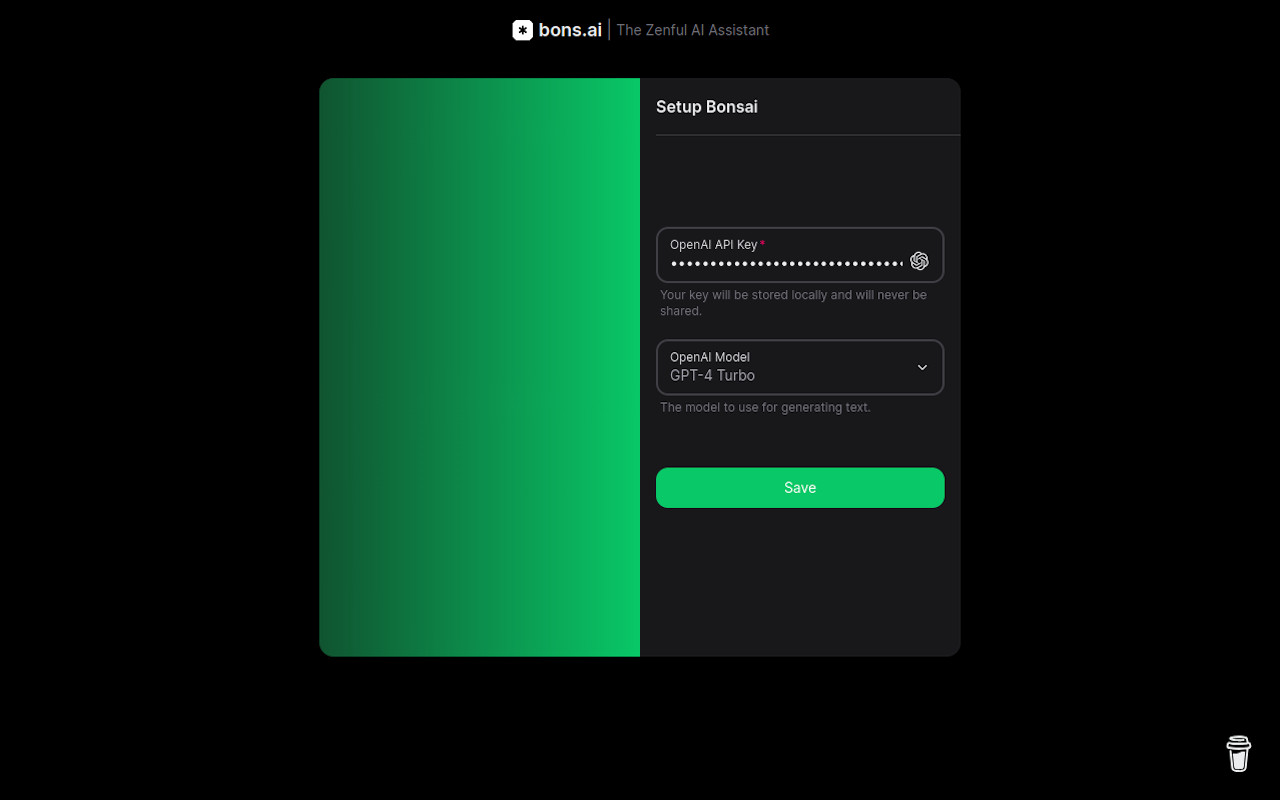 bons.ai
The Zenful AI Assistant
Setup Bonsai
OpenAI API Key*
Your key will be stored locally and will never be
shared.
OpenAI Model
GPT-4 Turbo
The model to use for generating text.
Save